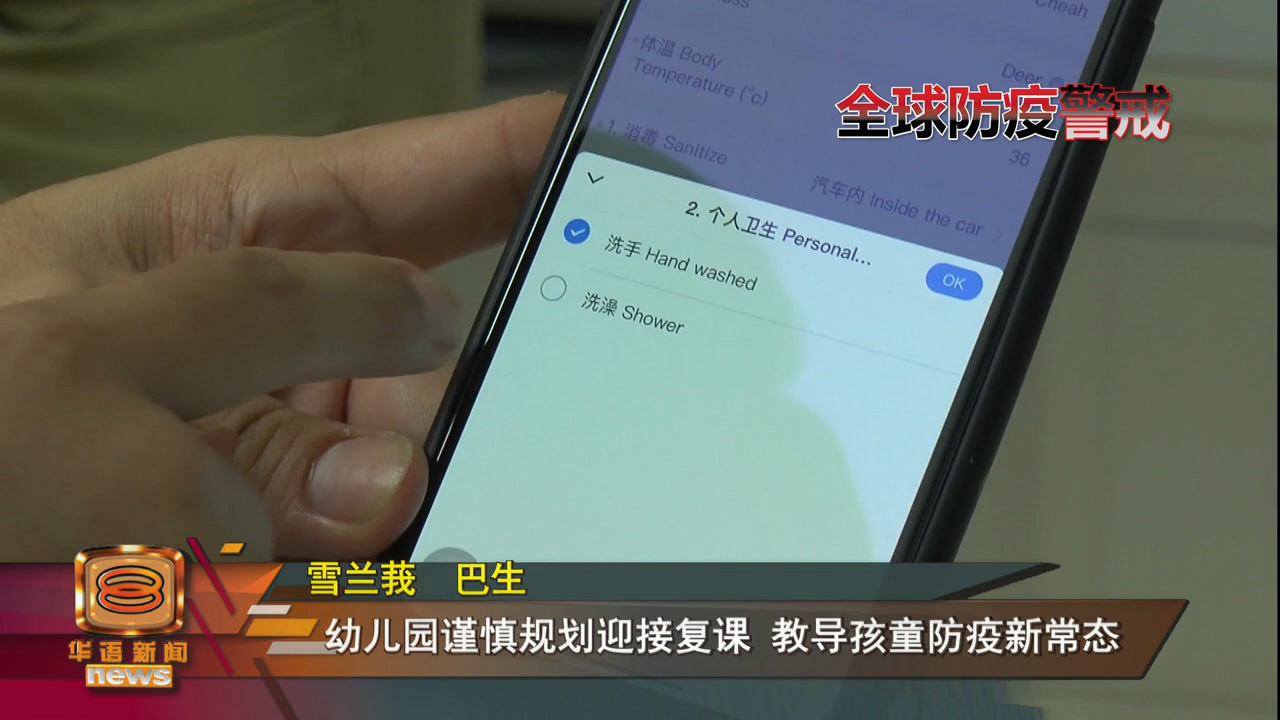 Cheah
*体温 Body
Temperature (°c)
Deer
全球防疫警戒
36
*1. 消毒 Sanitize
汽车内 Inside the car
2. 个人卫生 Personal...
OK
洗手 Hand washed
洗澡 Shower
8
华语新闻
news
雪兰莪 巴生
幼儿园谨慎规划迎接复课 教导孩童防疫新常态